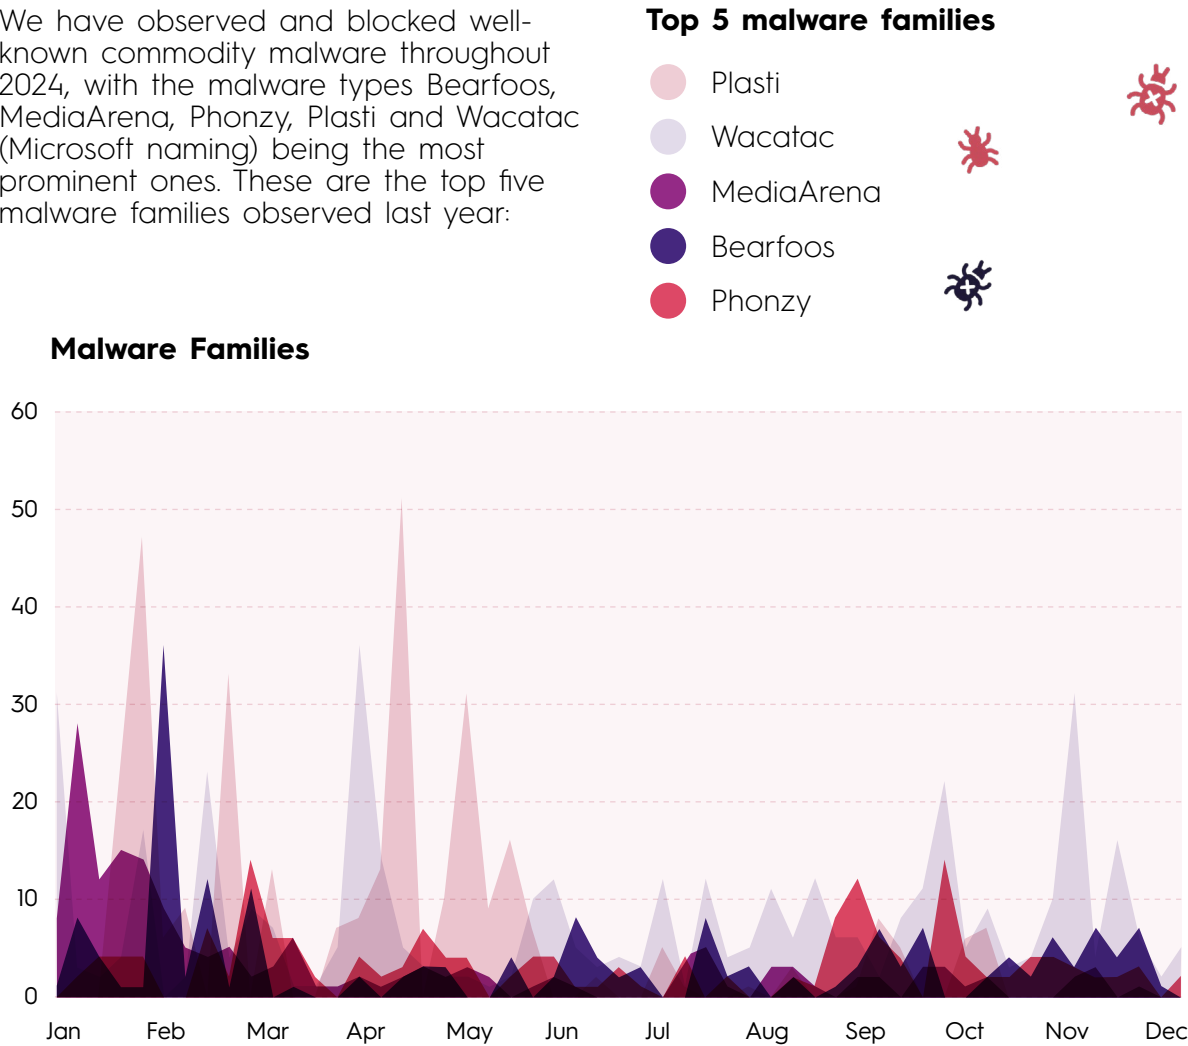 We have observed and blocked well-
known commodity malware throughout
2024, with the malware types Bearfoos,
MediaArena, Phonzy, Plasti and Wacatac
(Microsoft naming) being the most
prominent ones. These are the top five
malware families observed last year:
Top 5 malware families
Plasti
Wacatac
MediaArena
Bearfoos
Phonzy
Malware Families
60
50
40
30
20
10
0
Jan Feb Mar Apr May Jun Jul Aug Sep Oct Nov Dec